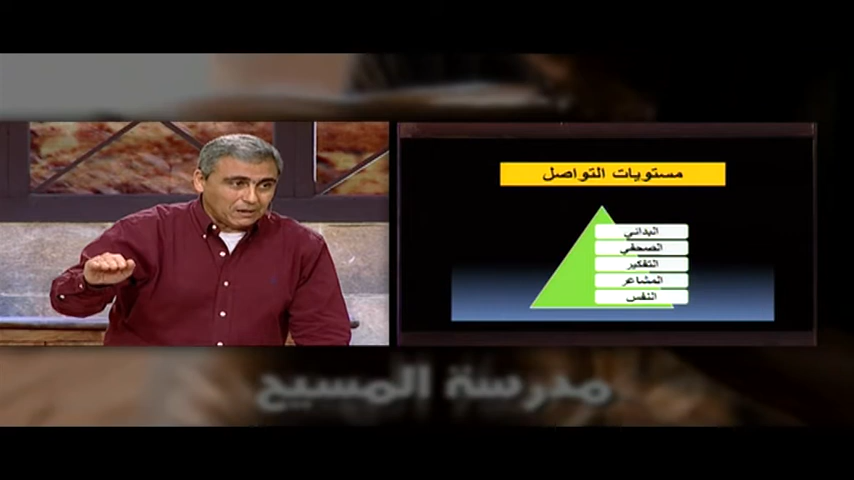 مستويات التواصل
البدائي
الصحفي
التفكير
المشاعر
النفس
مدرسة المسيح